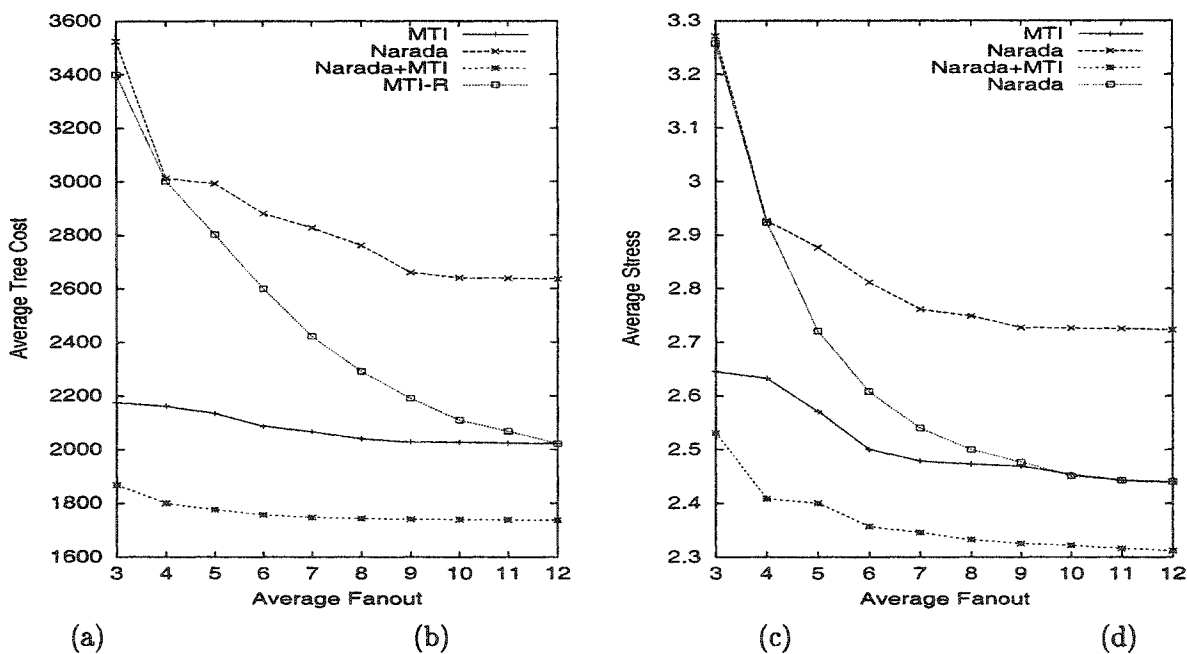 3600
3400
3200
3000
2800
2600
2400
2200
2000
1800
1600
Average Tree Cost
MTI
Narada
Narada+MTI
MTI-R
3 4 5 6 7 8 9 10 11 12
Average Fanout
3.3
3.2
3.1
3
2.9
2.8
2.7
2.6
2.5
2.4
2.3
Average Stress
MTI
Narada
Narada+MTI
Narada
3 4 5 6 7 8 9 10 11 12
Average Fanout
(a) (b) (c) (d)